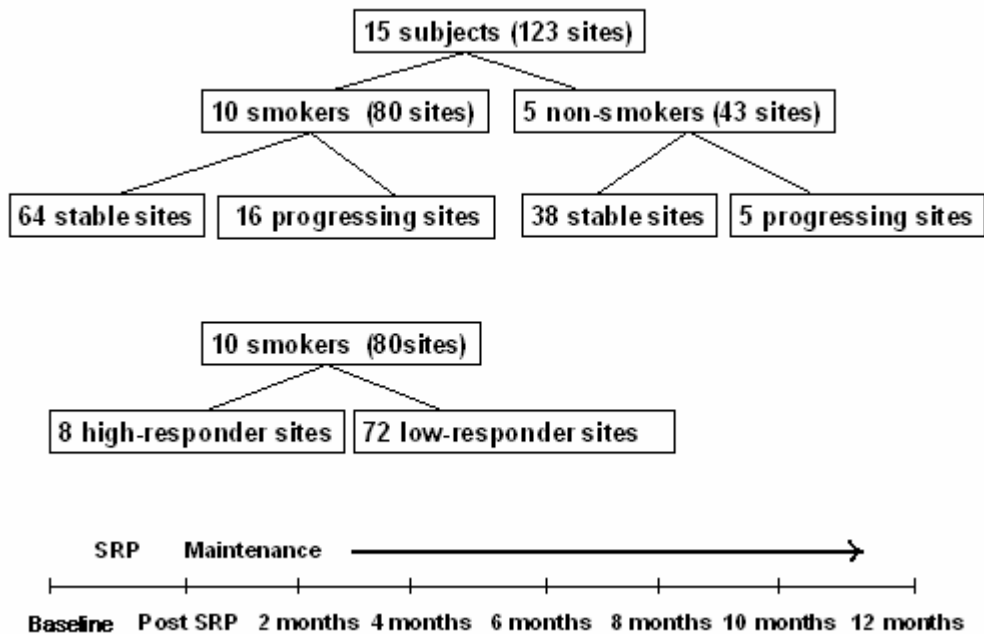 15 subjects (123 sites)
10 smokers (80 sites)
5 non-smokers (43 sites)
64 stable sites
16 progressing sites
38 stable sites
5 progressing sites
10 smokers (80sites)
8 high-responder sites
72 low-responder sites
SRP Maintenance
Baseline Post SRP 2 months 4 months 6 months 8 months 10 months 12 months